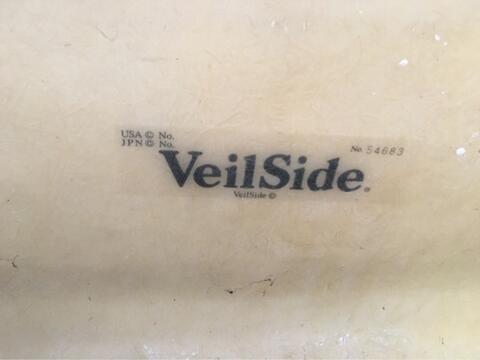 USA © No.
JPN © No.
No. 54683
VeilSide.
VeilSide ©